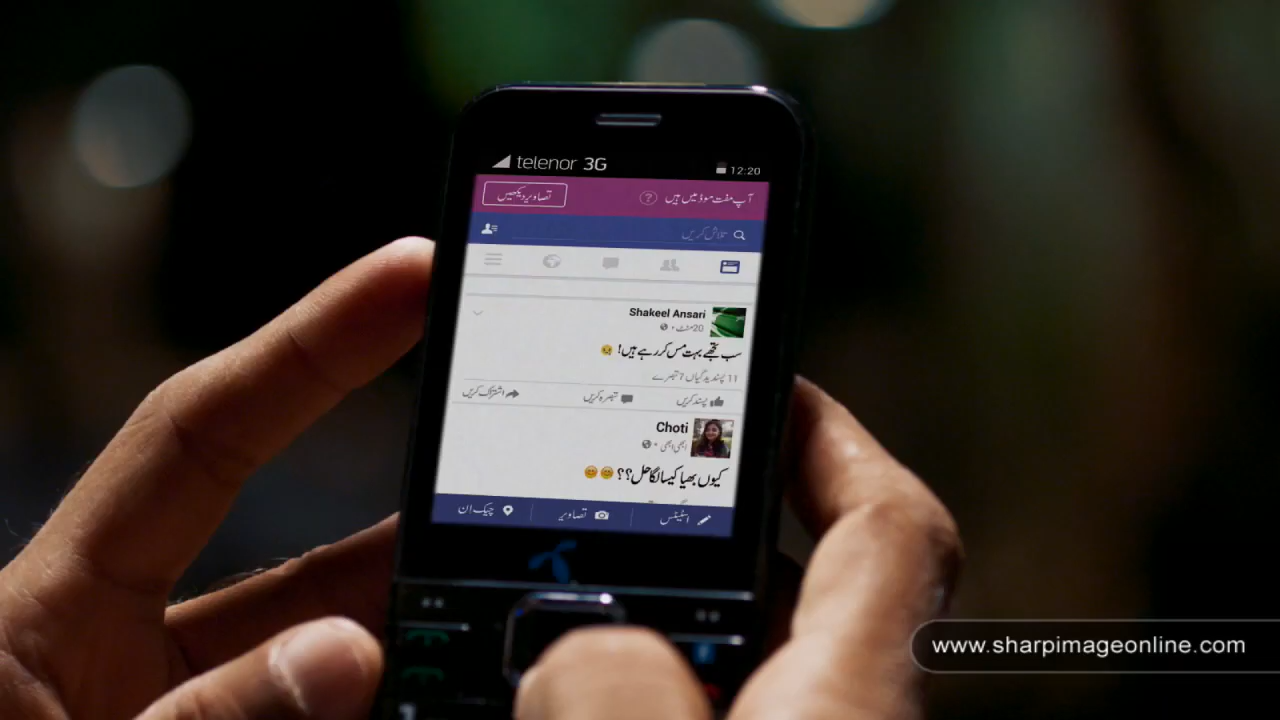 telenor 3G
12:20
آپ مفت موڈ میں ہیں
تصاویر دیکھیں
تلاش کریں
Shakeel Ansari
20 منٹ
سب تجھے بہت مس کر رہے ہیں!
11 پسندیدگیاں 7 تبصرے
پسند کریں تبصرہ کریں اشتراک کریں
Choti
ابھی ابھی
کیوں بھیا کیسا لگا حل؟؟
اسٹیٹس تصاویر چیک ان
www.sharpimageonline.com